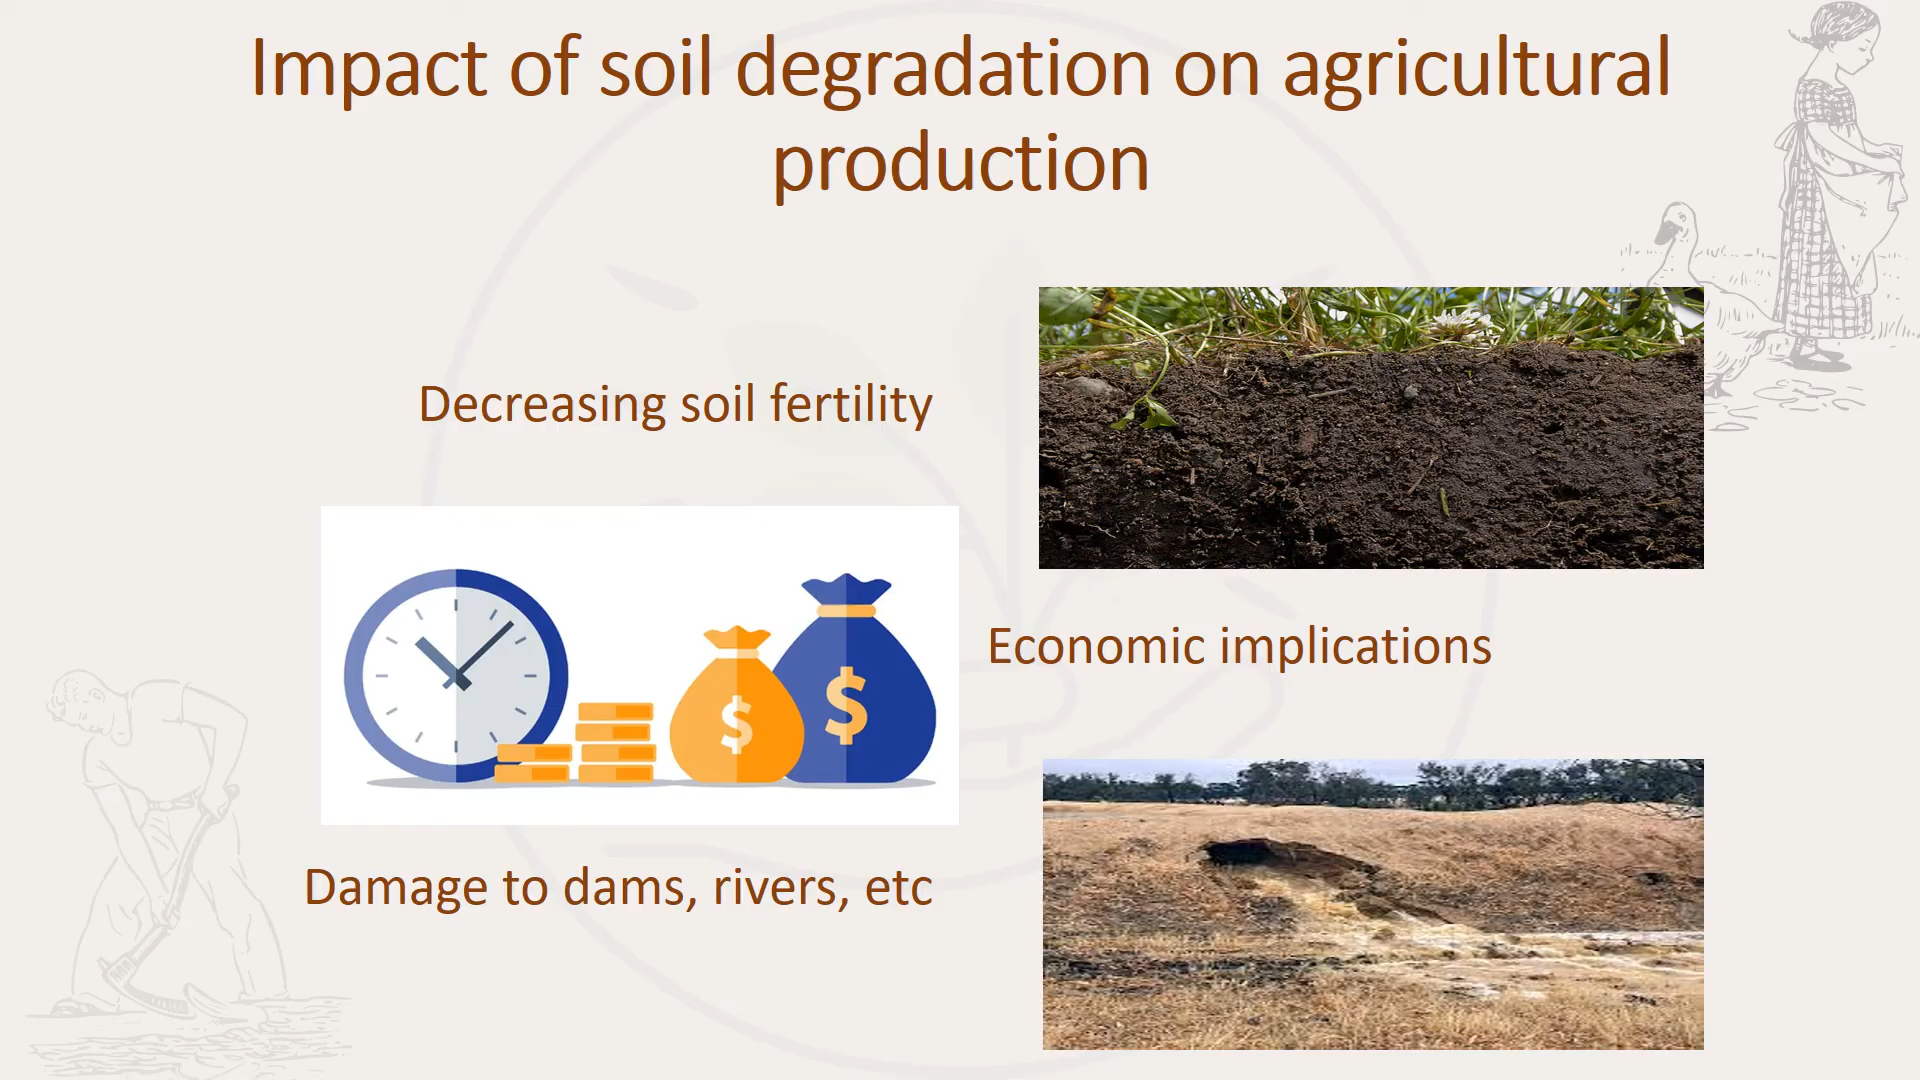 Impact of soil degradation on agricultural
production
Decreasing soil fertility
$
$
Economic implications
Damage to dams, rivers, etc